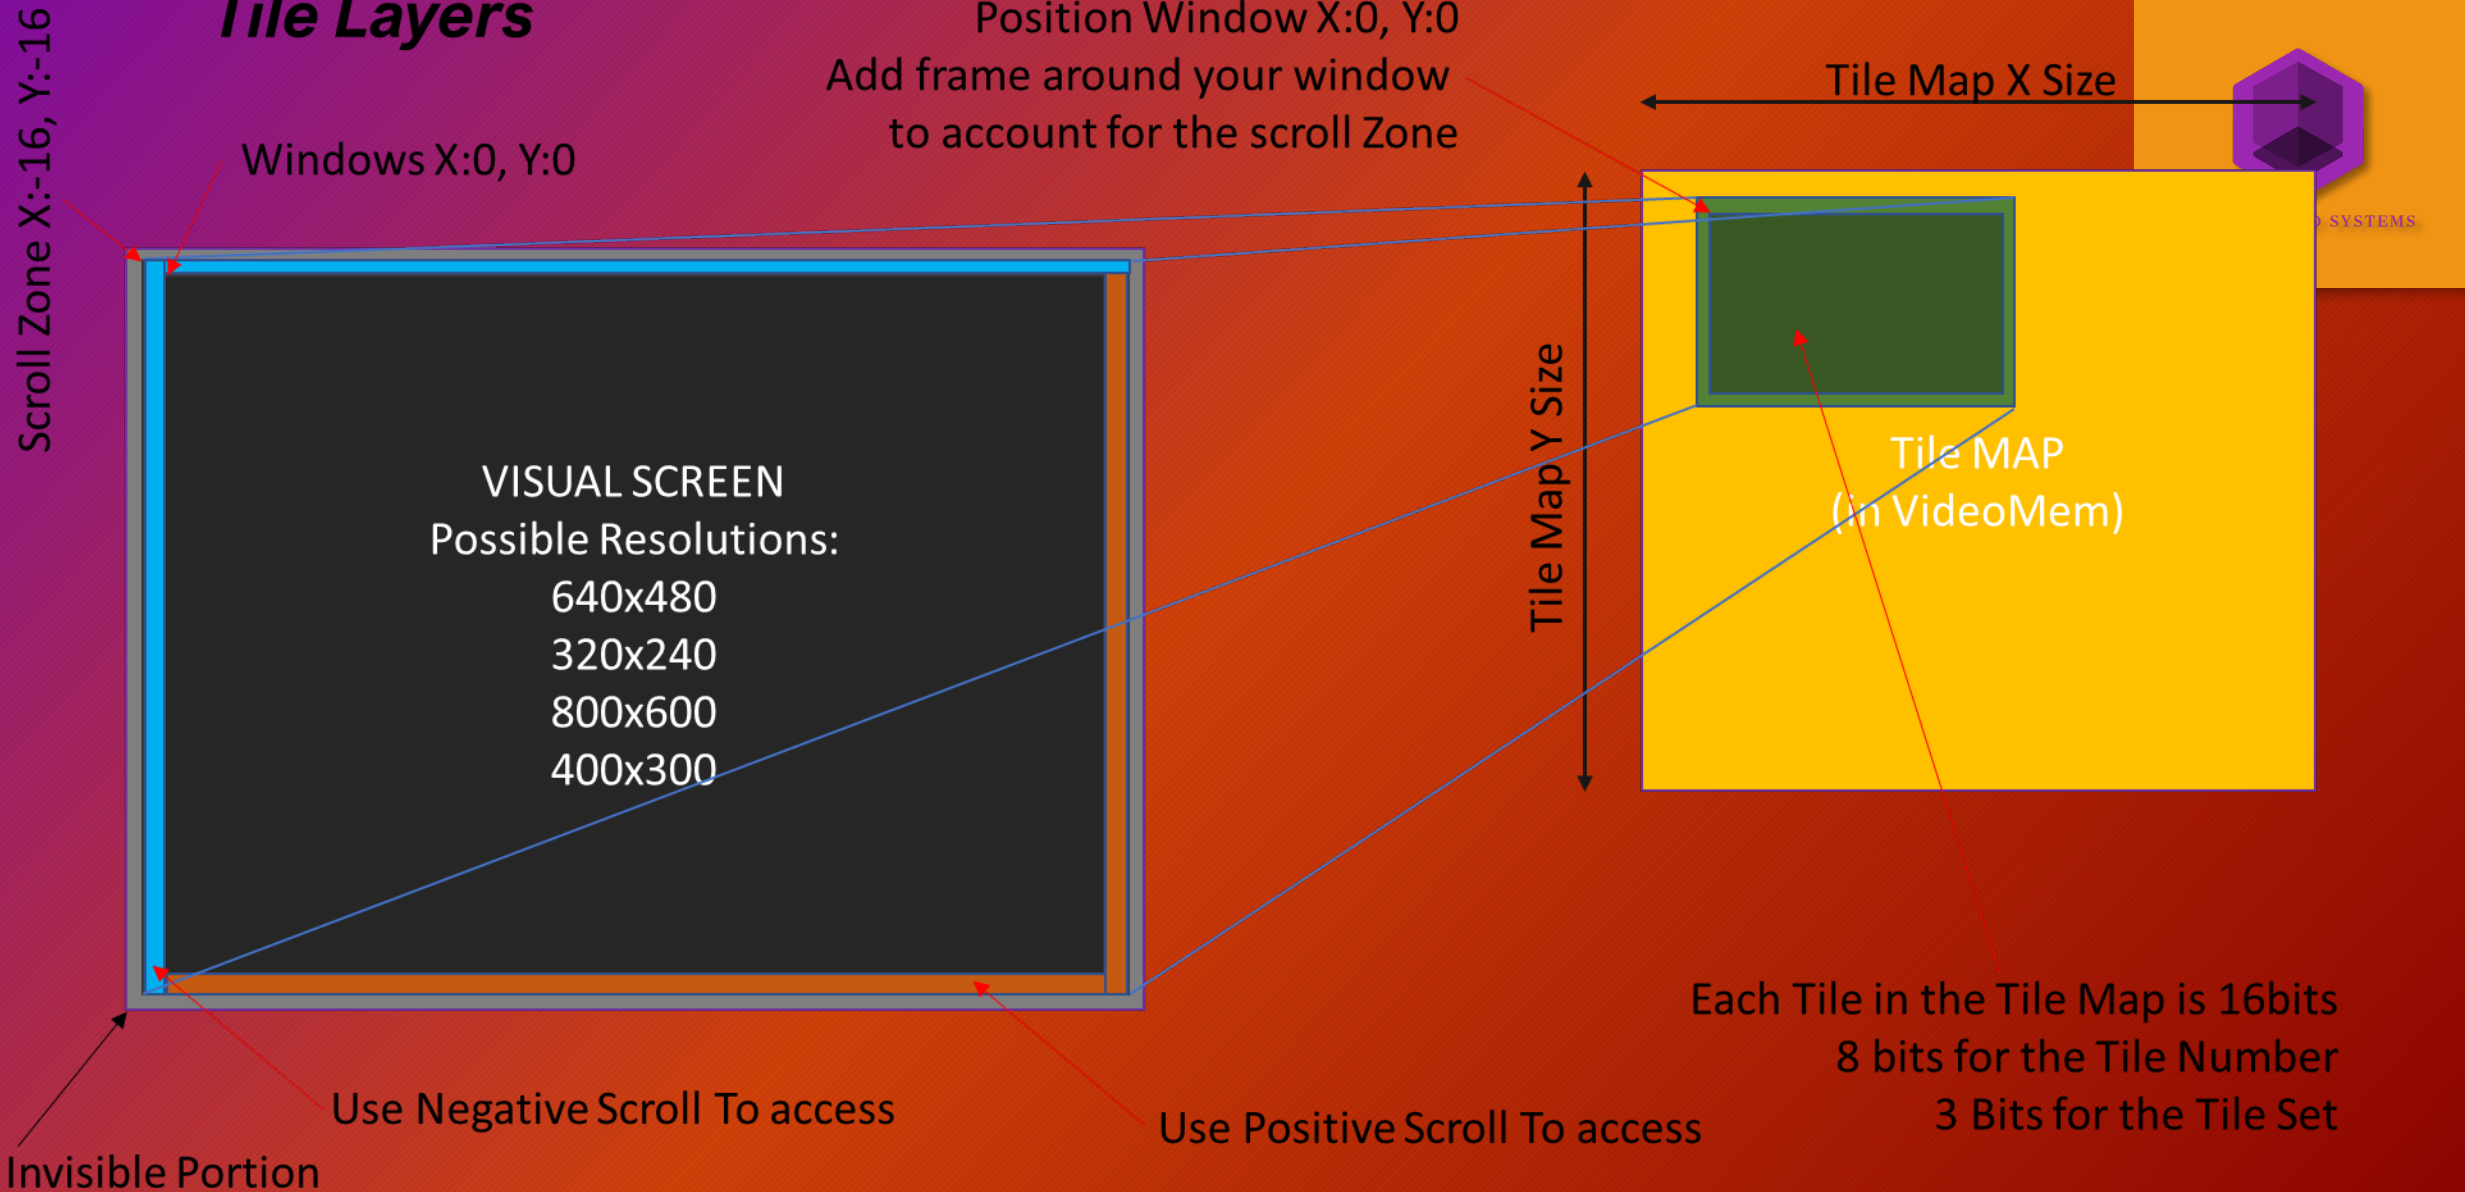 Tile Layers
Scroll Zone X:-16, Y:-16
Windows X:0, Y:0
Position Window X:0, Y:0
Add frame around your window
to account for the scroll Zone
Tile Map X Size
SYSTEMS
Tile Map Y Size
VISUAL SCREEN
Possible Resolutions:
640x480
320x240
800x600
400x300
Tile MAP
(in VideoMem)
Each Tile in the Tile Map is 16bits
8 bits for the Tile Number
3 Bits for the Tile Set
Use Negative Scroll To access
Use Positive Scroll To access
Invisible Portion